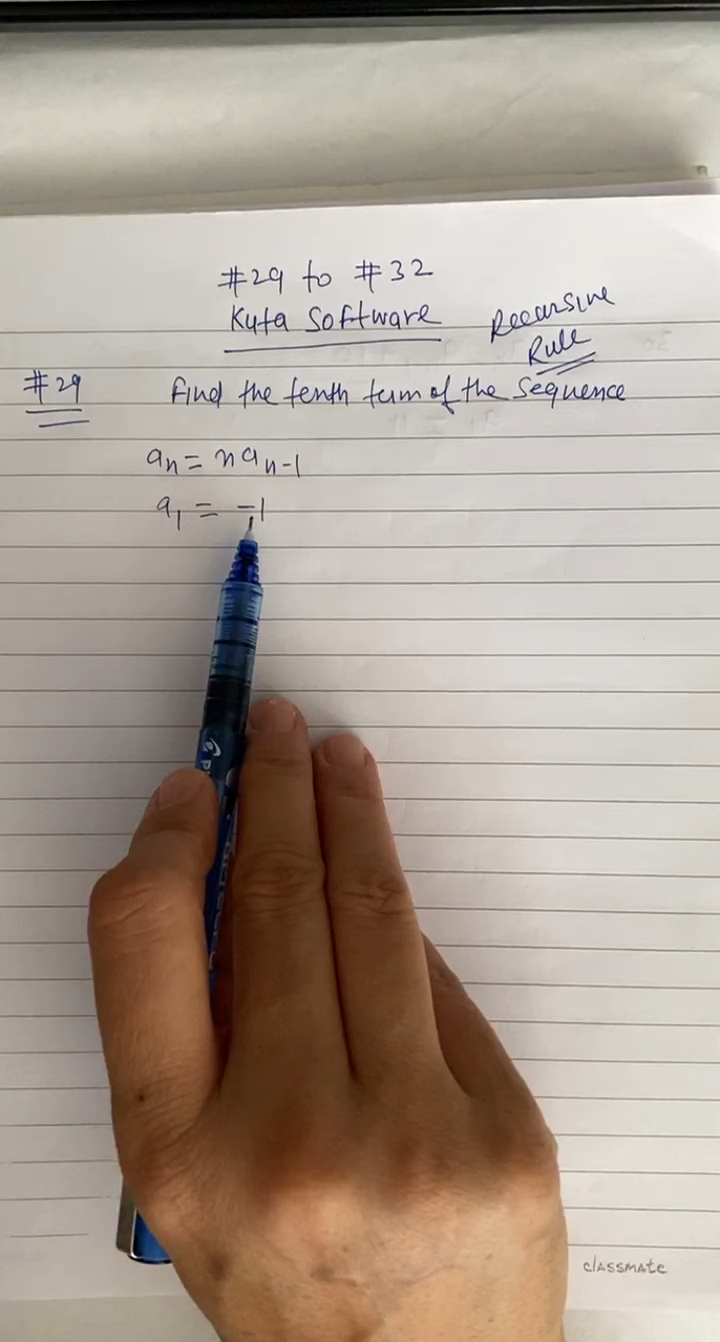 #29 to #32
Kuta Software
Recursive
Rule
#29 Find the tenth term of the Sequence
aₙ = naₙ₋₁
a₁ = -1
classmate